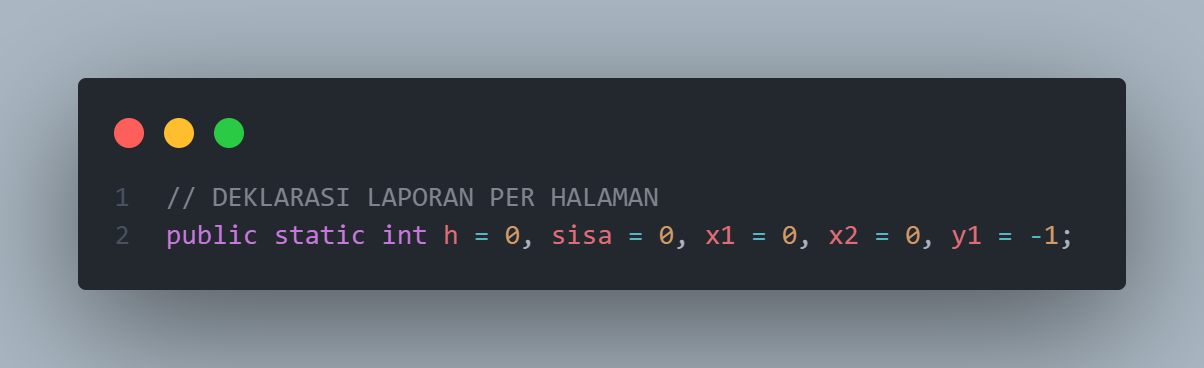 1 // DEKLARASI LAPORAN PER HALAMAN
2 public static int h = 0, sisa = 0, x1 = 0, x2 = 0, y1 = -1;